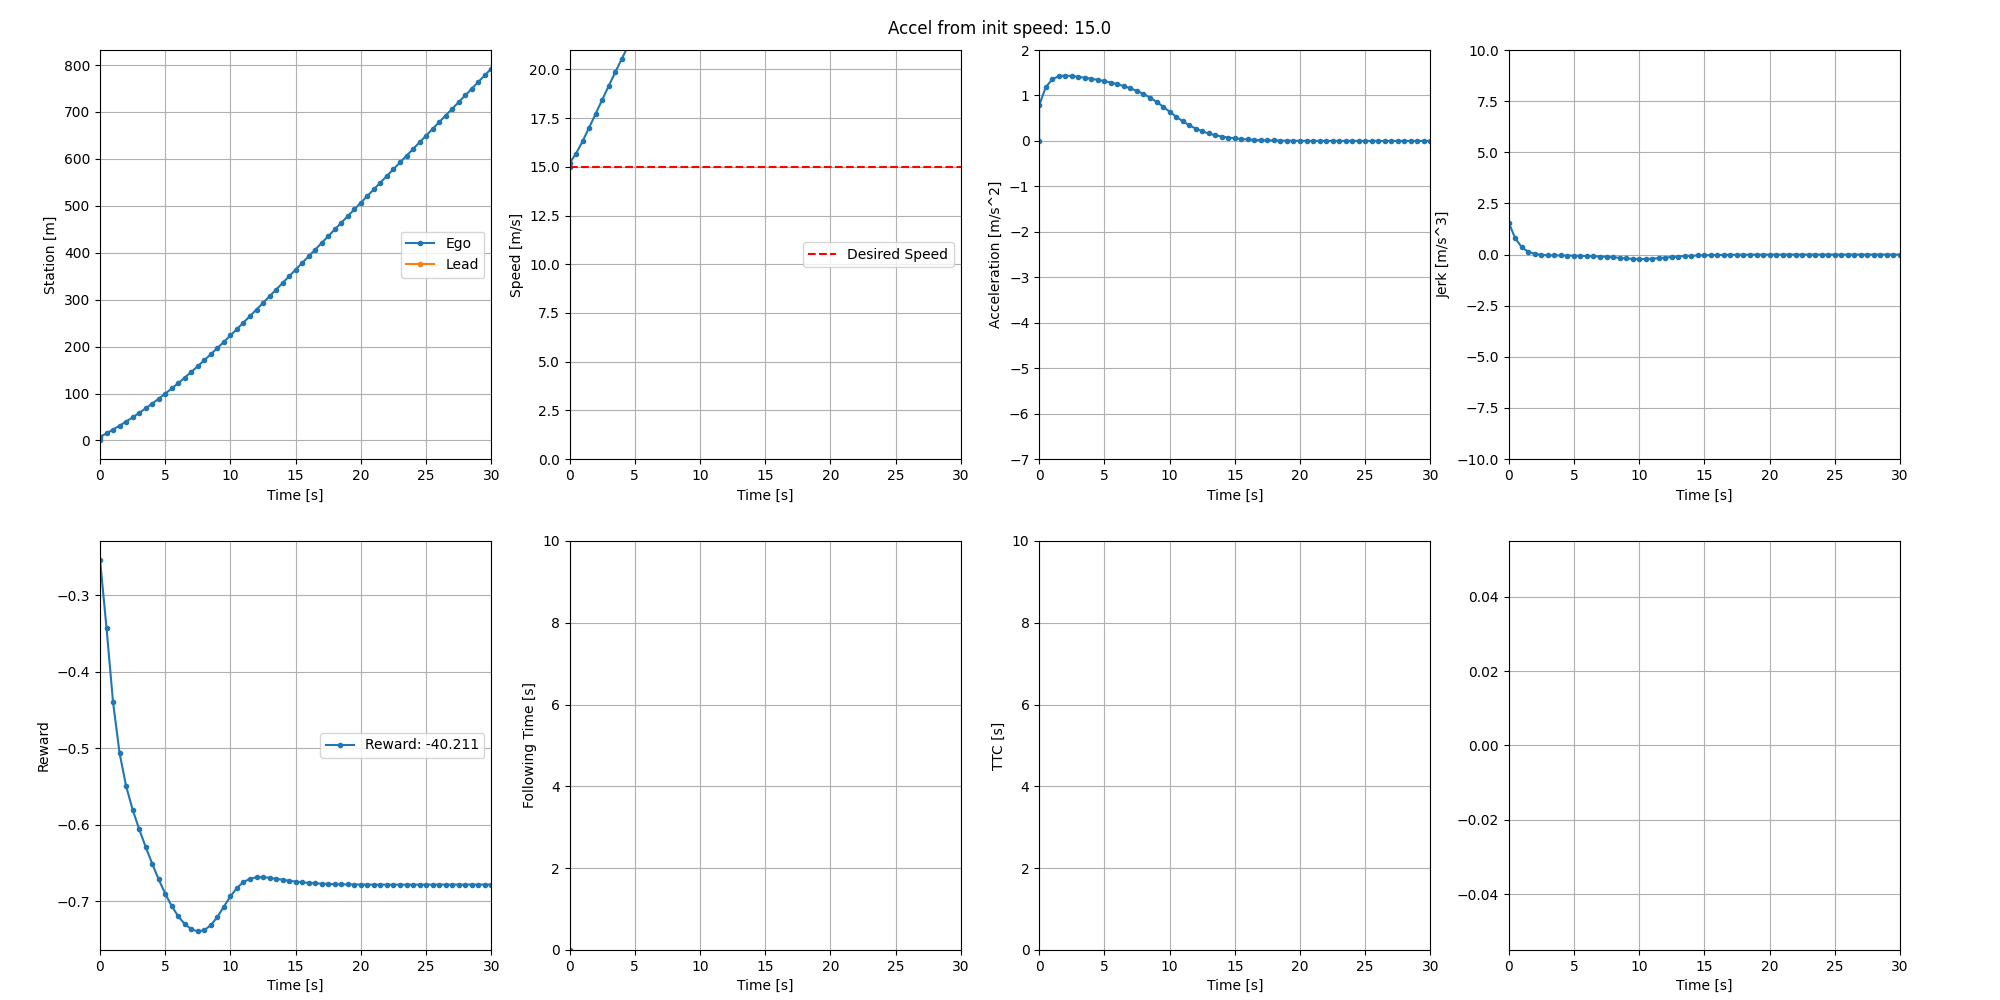 Accel from init speed: 15.0
800
700
600
500
400
300
200
100
0
Station [m]
Ego
Lead
0 5 10 15 20 25 30
Time [s]
20.0
17.5
15.0
12.5
10.0
7.5
5.0
2.5
0.0
Speed [m/s]
Desired Speed
0 5 10 15 20 25 30
Time [s]
2
1
0
−1
−2
−3
−4
−5
−6
−7
Acceleration [m/s^2]
0 5 10 15 20 25 30
Time [s]
10.0
7.5
5.0
2.5
0.0
−2.5
−5.0
−7.5
−10.0
Jerk [m/s^3]
0 5 10 15 20 25 30
Time [s]
−0.3
−0.4
−0.5
−0.6
−0.7
Reward
Reward: -40.211
0 5 10 15 20 25 30
Time [s]
10
8
6
4
2
0
Following Time [s]
0 5 10 15 20 25 30
Time [s]
10
8
6
4
2
0
TTC [s]
0 5 10 15 20 25 30
Time [s]
0.04
0.02
0.00
−0.02
−0.04
0 5 10 15 20 25 30
Time [s]